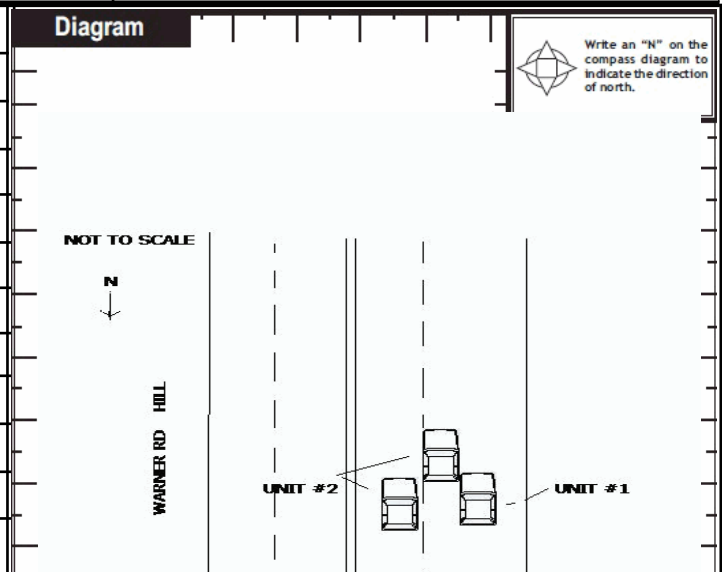 Diagram
Write an “N” on the
compass diagram to
indicate the direction
of north.
NOT TO SCALE
N
WARNER RD HILL
UNIT #2
UNIT #1